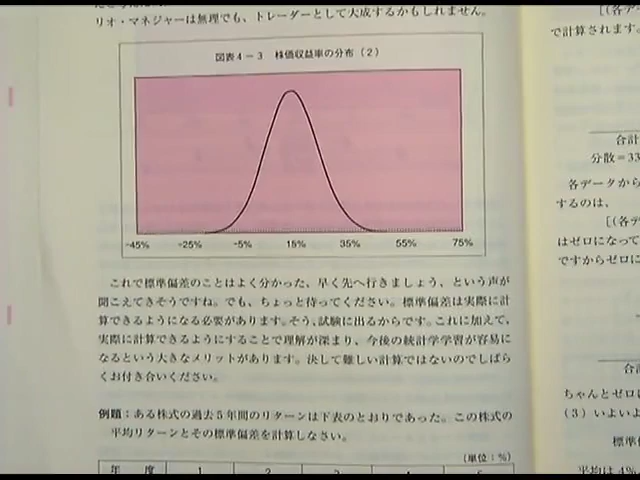 リオ・マネジャーは無理でも、トレーダーとして大成するかもしれません。
図表4-3 株価収益率の分布(2)
-45% -25% -5% 15% 35% 55% 75%
これで標準偏差のことはよく分かった、早く先へ行きましょう、という声が
聞こえてきそうですね。でも、ちょっと待ってください。標準偏差は実際に計
算できるようになる必要があります。そう、試験に出るからです。これに加えて、
実際に計算できるようにすることで理解が深まり、今後の統計学学習が容易に
なるという大きなメリットがあります。決して難しい計算ではないのでしばら
くお付き合いください。
例題：ある株式の過去5年間のリターンは下表のとおりであった。この株式の
平均リターンとその標準偏差を計算しなさい。
(単位：%)
年 度 1 2 3 4 5
[(各デー
で計算されます。
合計
分散＝33
各データから
するのは、
[(各デ
はゼロになって
ですからゼロに
合計
ちゃんとゼロに
(3) いよいよ
標準偏
平均は 4%